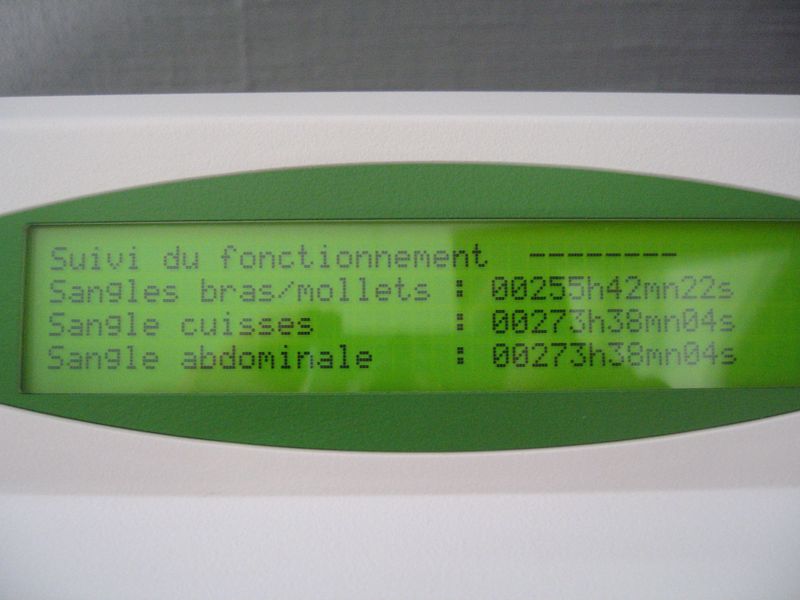 Suivi du fonctionnement --------
Sangles bras/mollets : 00255h42mn22s
Sangle cuisses : 00273h38mn04s
Sangle abdominale : 00273h38mn04s